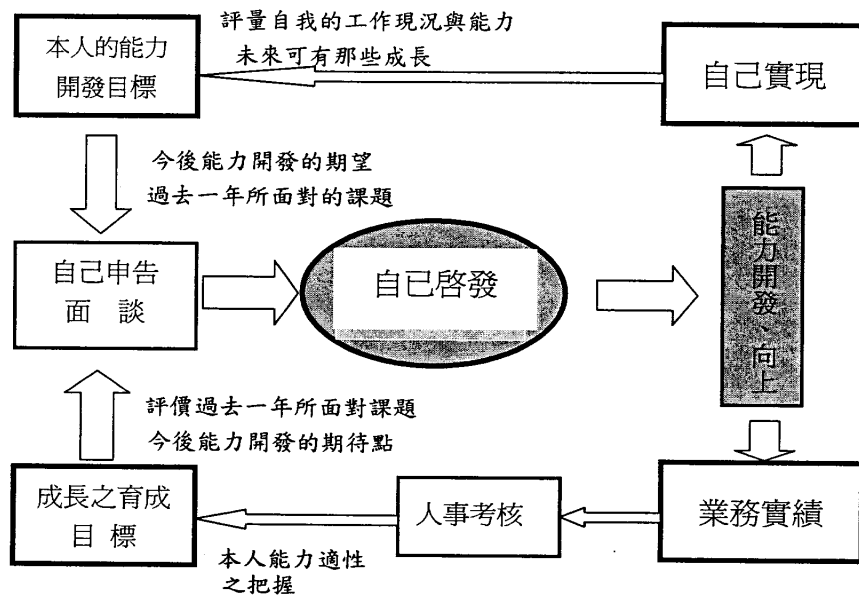 評量自我的工作現況與能力
未來可有那些成長
本人的能力
開發目標
自己實現
今後能力開發的期望
過去一年所面對的課題
自己申告
面 談
自已啓發
能力開發、向上
評價過去一年所面對課題
今後能力開發的期待點
成長之育成
目 標
人事考核
業務實績
本人能力適性
之把握